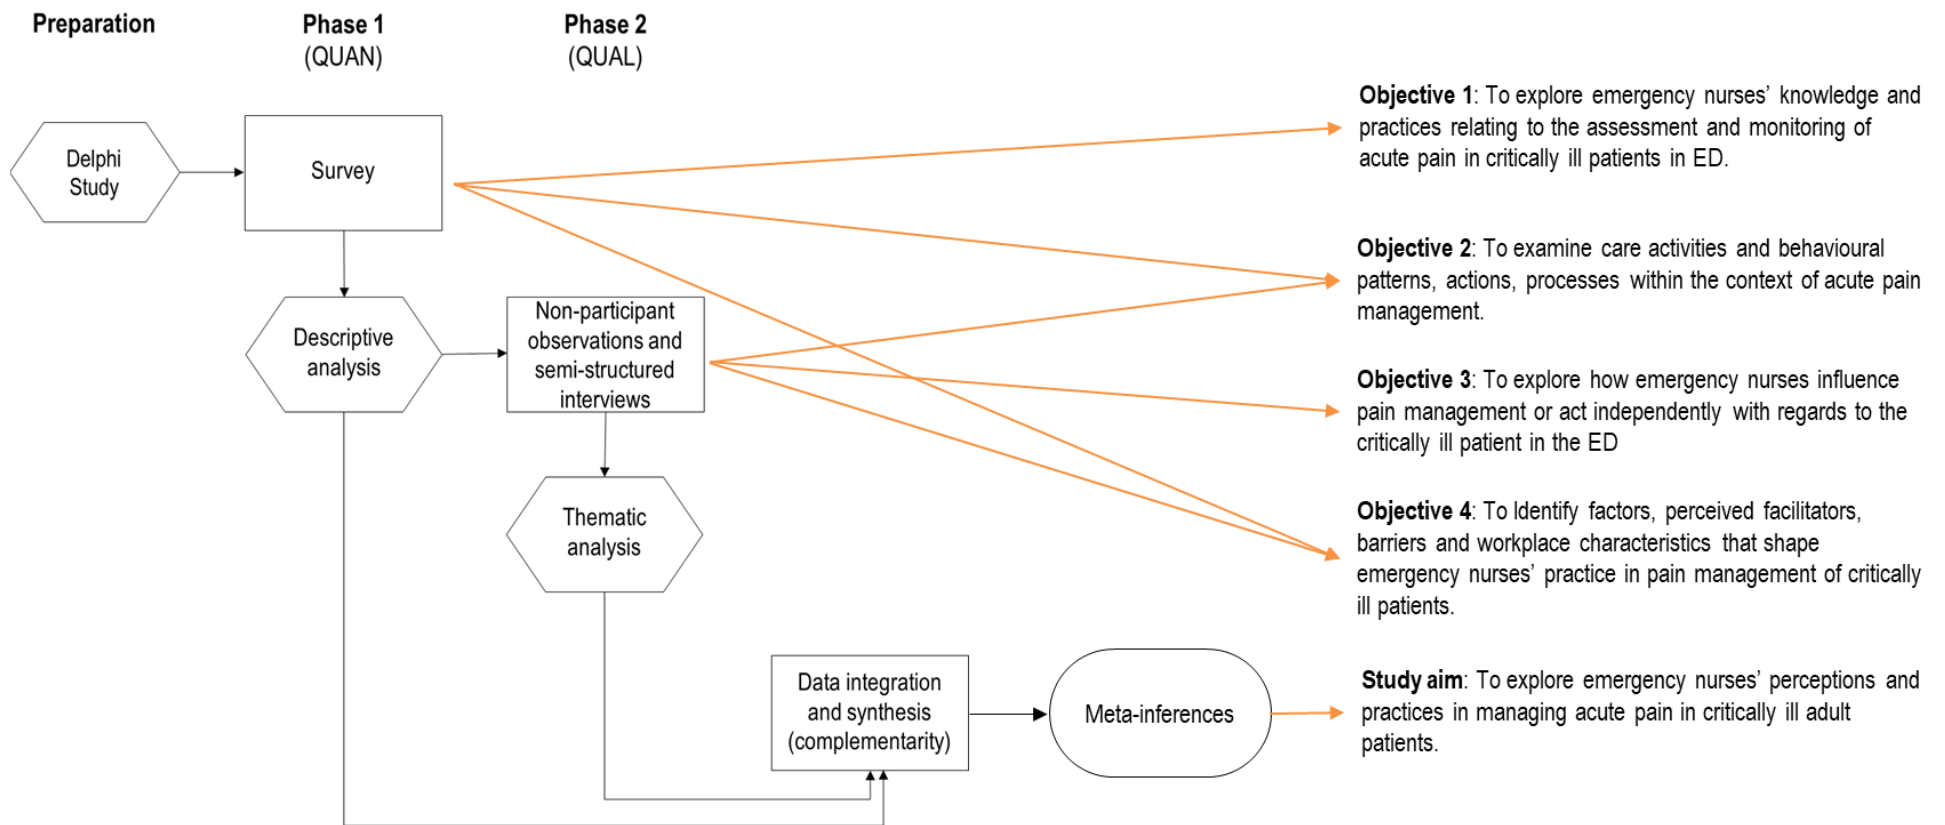 Preparation
Phase 1
(QUAN)
Phase 2
(QUAL)
Delphi
Study
Survey
Descriptive
analysis
Non-participant
observations and
semi-structured
interviews
Thematic
analysis
Data integration
and synthesis
(complementarity)
Meta-inferences
Objective 1: To explore emergency nurses’ knowledge and
practices relating to the assessment and monitoring of
acute pain in critically ill patients in ED.
Objective 2: To examine care activities and behavioural
patterns, actions, processes within the context of acute pain
management.
Objective 3: To explore how emergency nurses influence
pain management or act independently with regards to the
critically ill patient in the ED
Objective 4: To Identify factors, perceived facilitators,
barriers and workplace characteristics that shape
emergency nurses’ practice in pain management of critically
ill patients.
Study aim: To explore emergency nurses’ perceptions and
practices in managing acute pain in critically ill adult
patients.